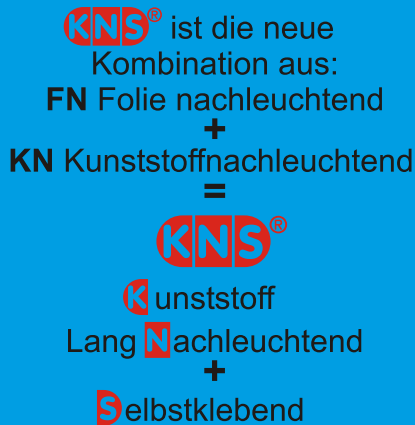 KNS® ist die neue
Kombination aus:
FN Folie nachleuchtend
+
KN Kunststoffnachleuchtend
=
KNS®
Kunststoff
Lang Nachleuchtend
+
Selbstklebend